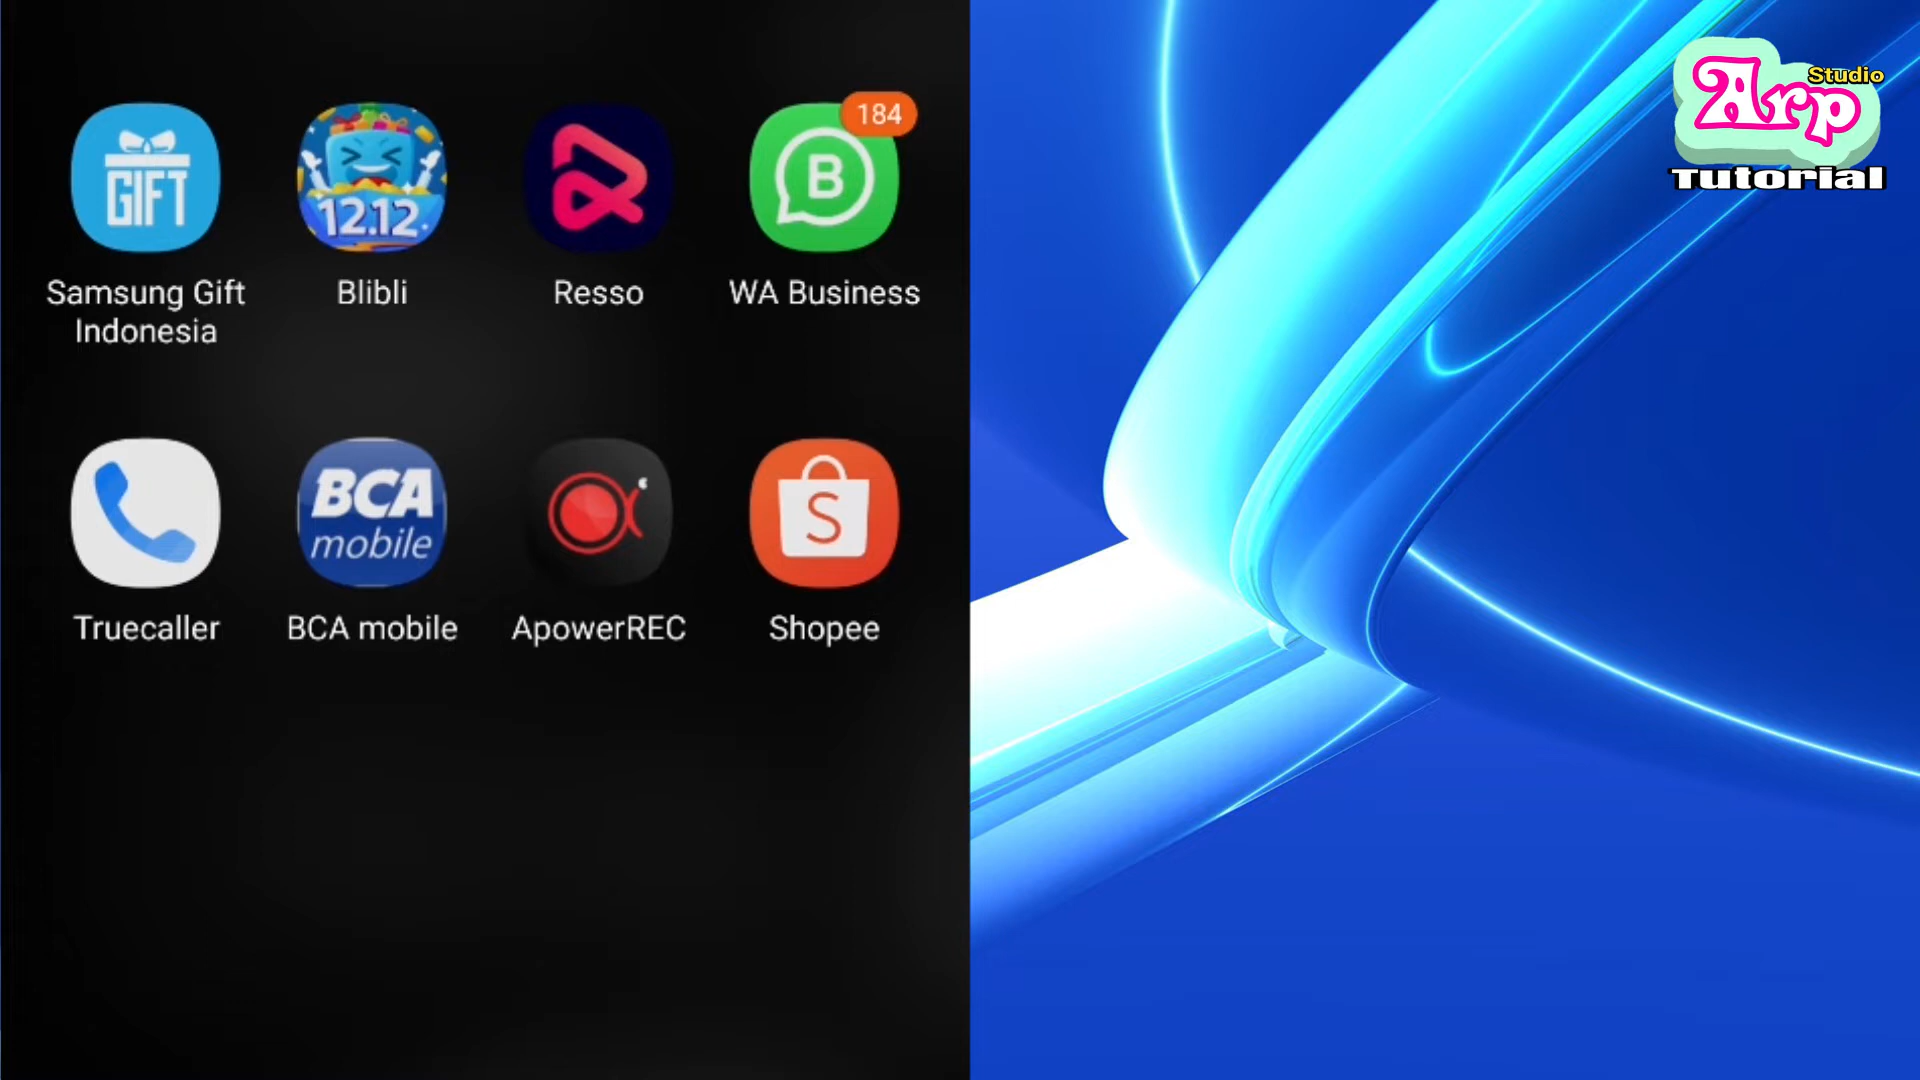 Studio
Arp
Tutorial
184
GIFT
12.12
B
Samsung Gift
Indonesia
Blibli
Resso
WA Business
BCA
mobile
S
Truecaller
BCA mobile
ApowerREC
Shopee